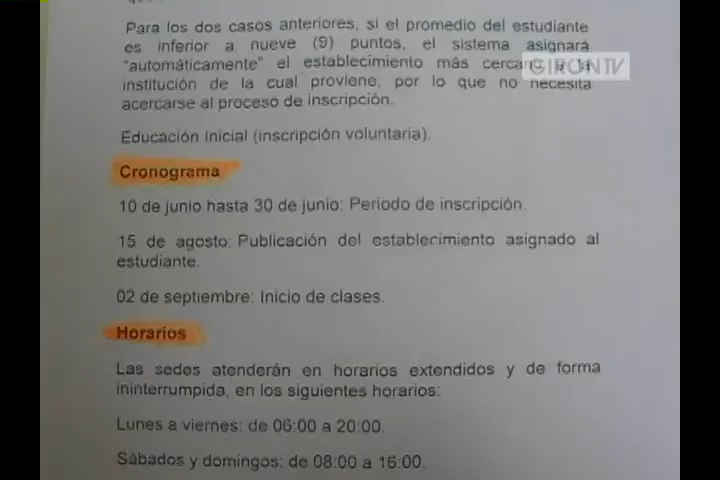 Para los dos casos anteriores, si el promedio del estudiante
es inferior a nueve (9) puntos, el sistema asignará
"automáticamente" el establecimiento más cercano a la
GIRONTV
institución de la cual proviene, por lo que no necesita
acercarse al proceso de inscripción.
Educación Inicial (inscripción voluntaria).
Cronograma
10 de junio hasta 30 de junio: Periodo de inscripción.
15 de agosto: Publicación del establecimiento asignado al
estudiante.
02 de septiembre: Inicio de clases.
Horarios
Las sedes atenderán en horarios extendidos y de forma
ininterrumpida, en los siguientes horarios:
Lunes a viernes: de 06:00 a 20:00.
Sábados y domingos: de 08:00 a 16:00.